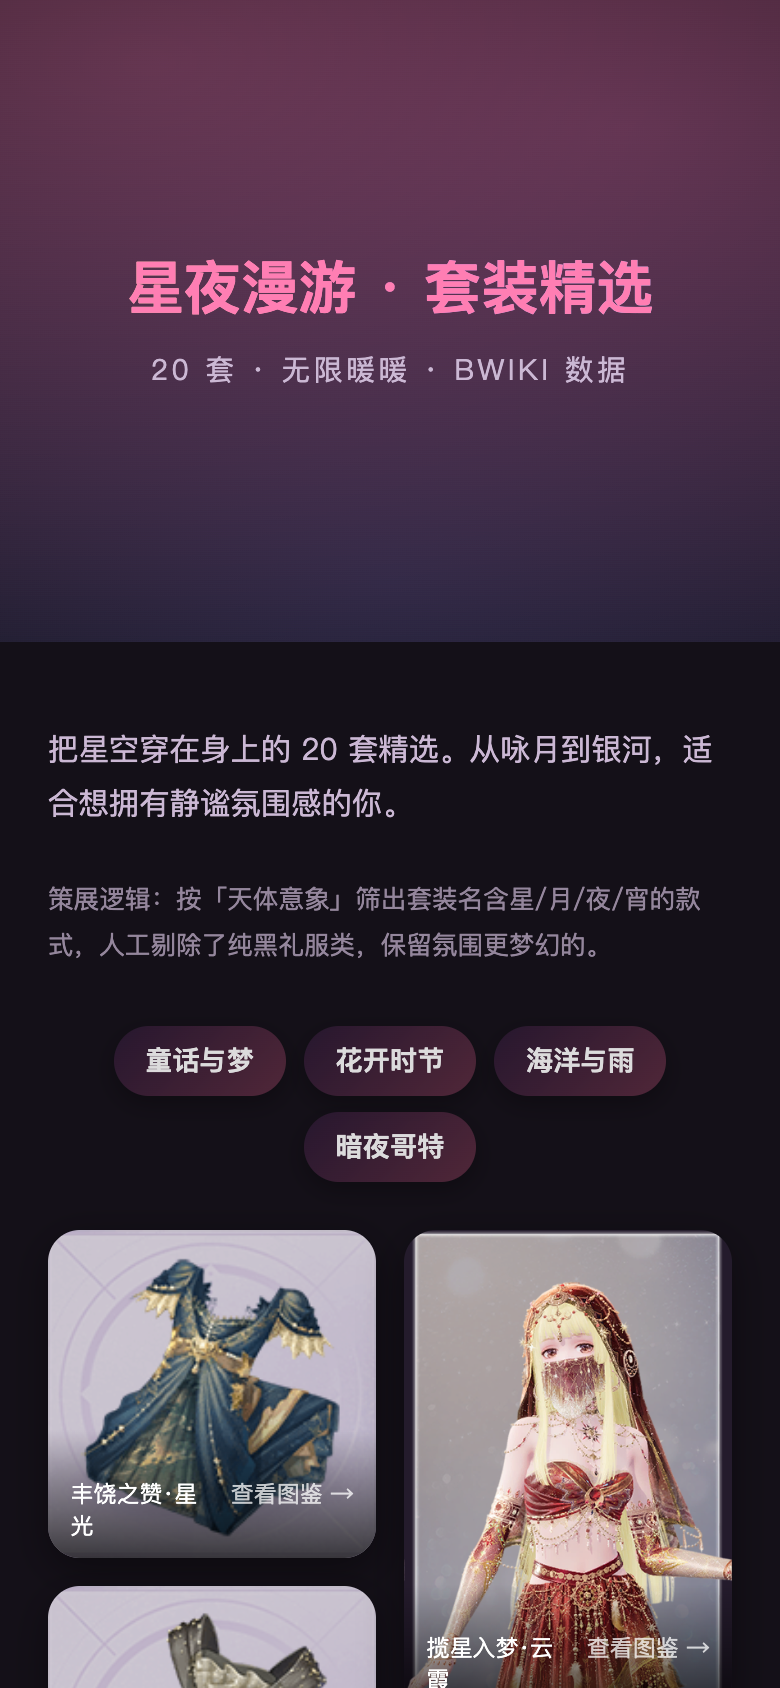 星夜漫游 · 套装精选
20 套 · 无限暖暖 · BWIKI 数据
把星空穿在身上的 20 套精选。从咏月到银河，适
合想拥有静谧氛围感的你。
策展逻辑：按「天体意象」筛出套装名含星/月/夜/宵的款
式，人工剔除了纯黑礼服类，保留氛围更梦幻的。
童话与梦
花开时节
海洋与雨
暗夜哥特
丰饶之赞·星
光
查看图鉴 →
揽星入梦·云
霞
查看图鉴 →